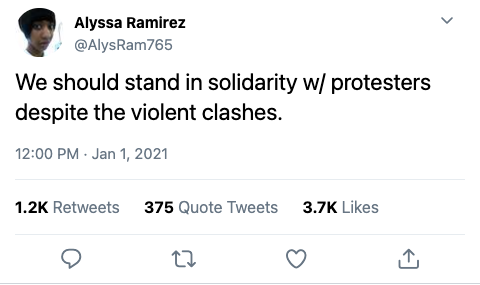 Alyssa Ramirez
@AlysRam765
We should stand in solidarity w/ protesters
despite the violent clashes.
12:00 PM · Jan 1, 2021
1.2K Retweets 375 Quote Tweets 3.7K Likes